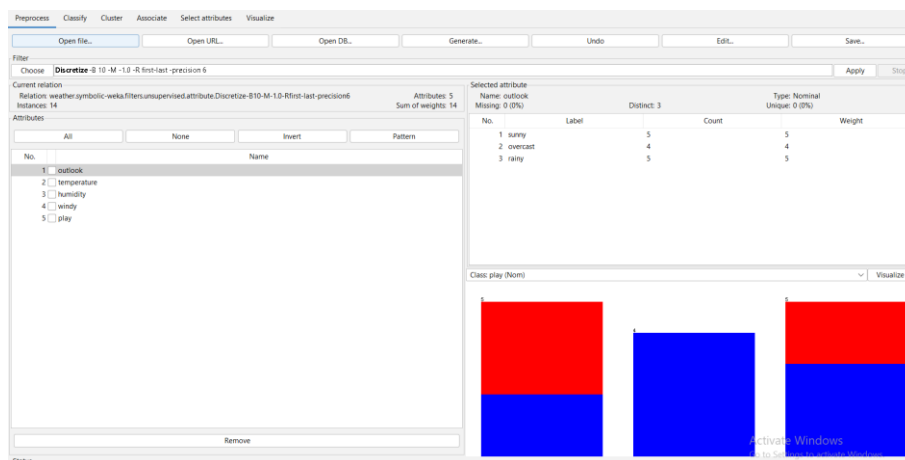 Preprocess Classify Cluster Associate Select attributes Visualize
Open file... Open URL... Open DB... Generate... Undo Edit... Save...
Filter
Choose Discretize -B 10 -M -1.0 -R first-last -precision 6 Apply Stop
Current relation
Relation: weather.symbolic-weka.filters.unsupervised.attribute.Discretize-B10-M-1.0-Rfirst-last-precision6 Attributes: 5
Instances: 14 Sum of weights: 14
Attributes
All None Invert Pattern
No. Name
1 outlook
2 temperature
3 humidity
4 windy
5 play
Remove
Selected attribute
Name: outlook Type: Nominal
Missing: 0 (0%) Distinct: 3 Unique: 0 (0%)
No. Label Count Weight
1 sunny 5 5
2 overcast 4 4
3 rainy 5 5
Class: play (Nom) Visualize
5 4 5
Activate Windows
Go to Settings to activate Windows.
Status